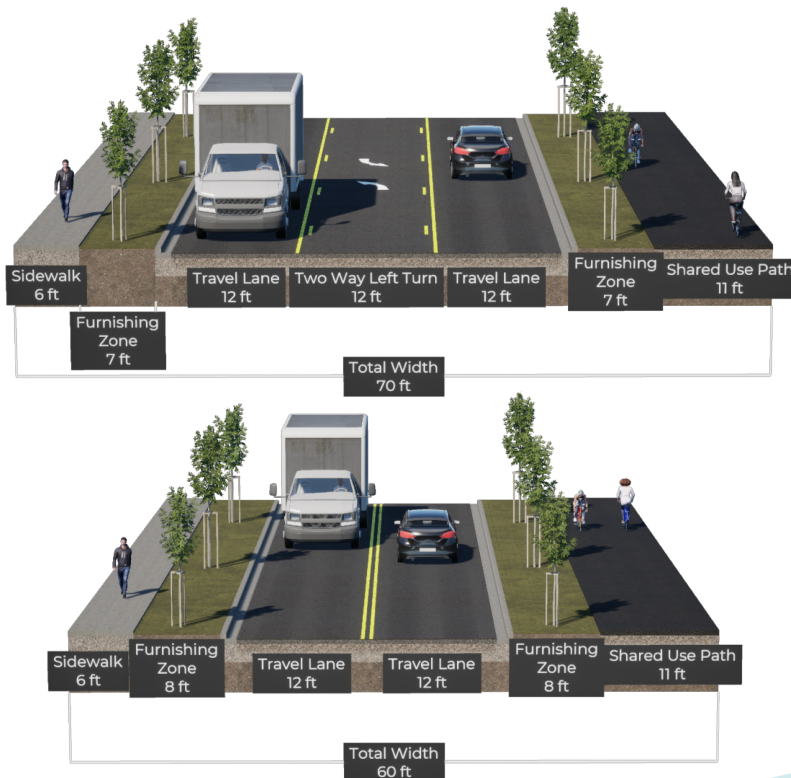 Sidewalk
6 ft
Furnishing
Zone
7 ft
Travel Lane
12 ft
Two Way Left Turn
12 ft
Travel Lane
12 ft
Furnishing
Zone
7 ft
Shared Use Path
11 ft
Total Width
70 ft
Sidewalk
6 ft
Furnishing
Zone
8 ft
Travel Lane
12 ft
Travel Lane
12 ft
Furnishing
Zone
8 ft
Shared Use Path
11 ft
Total Width
60 ft